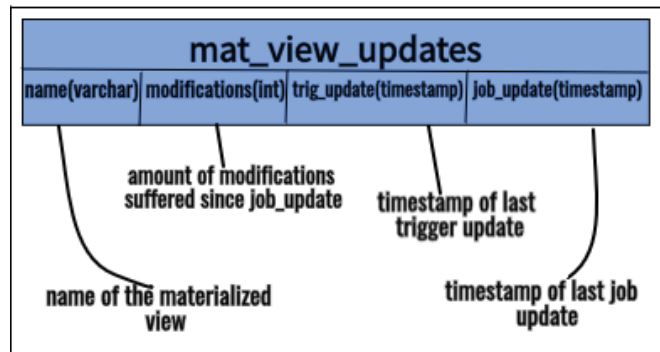 mat_view_updates
name(varchar) modifications(int) trig_update(timestamp) job_update(timestamp)
amount of modifications
suffered since job_update
timestamp of last
trigger update
name of the materialized
view
timestamp of last job
update